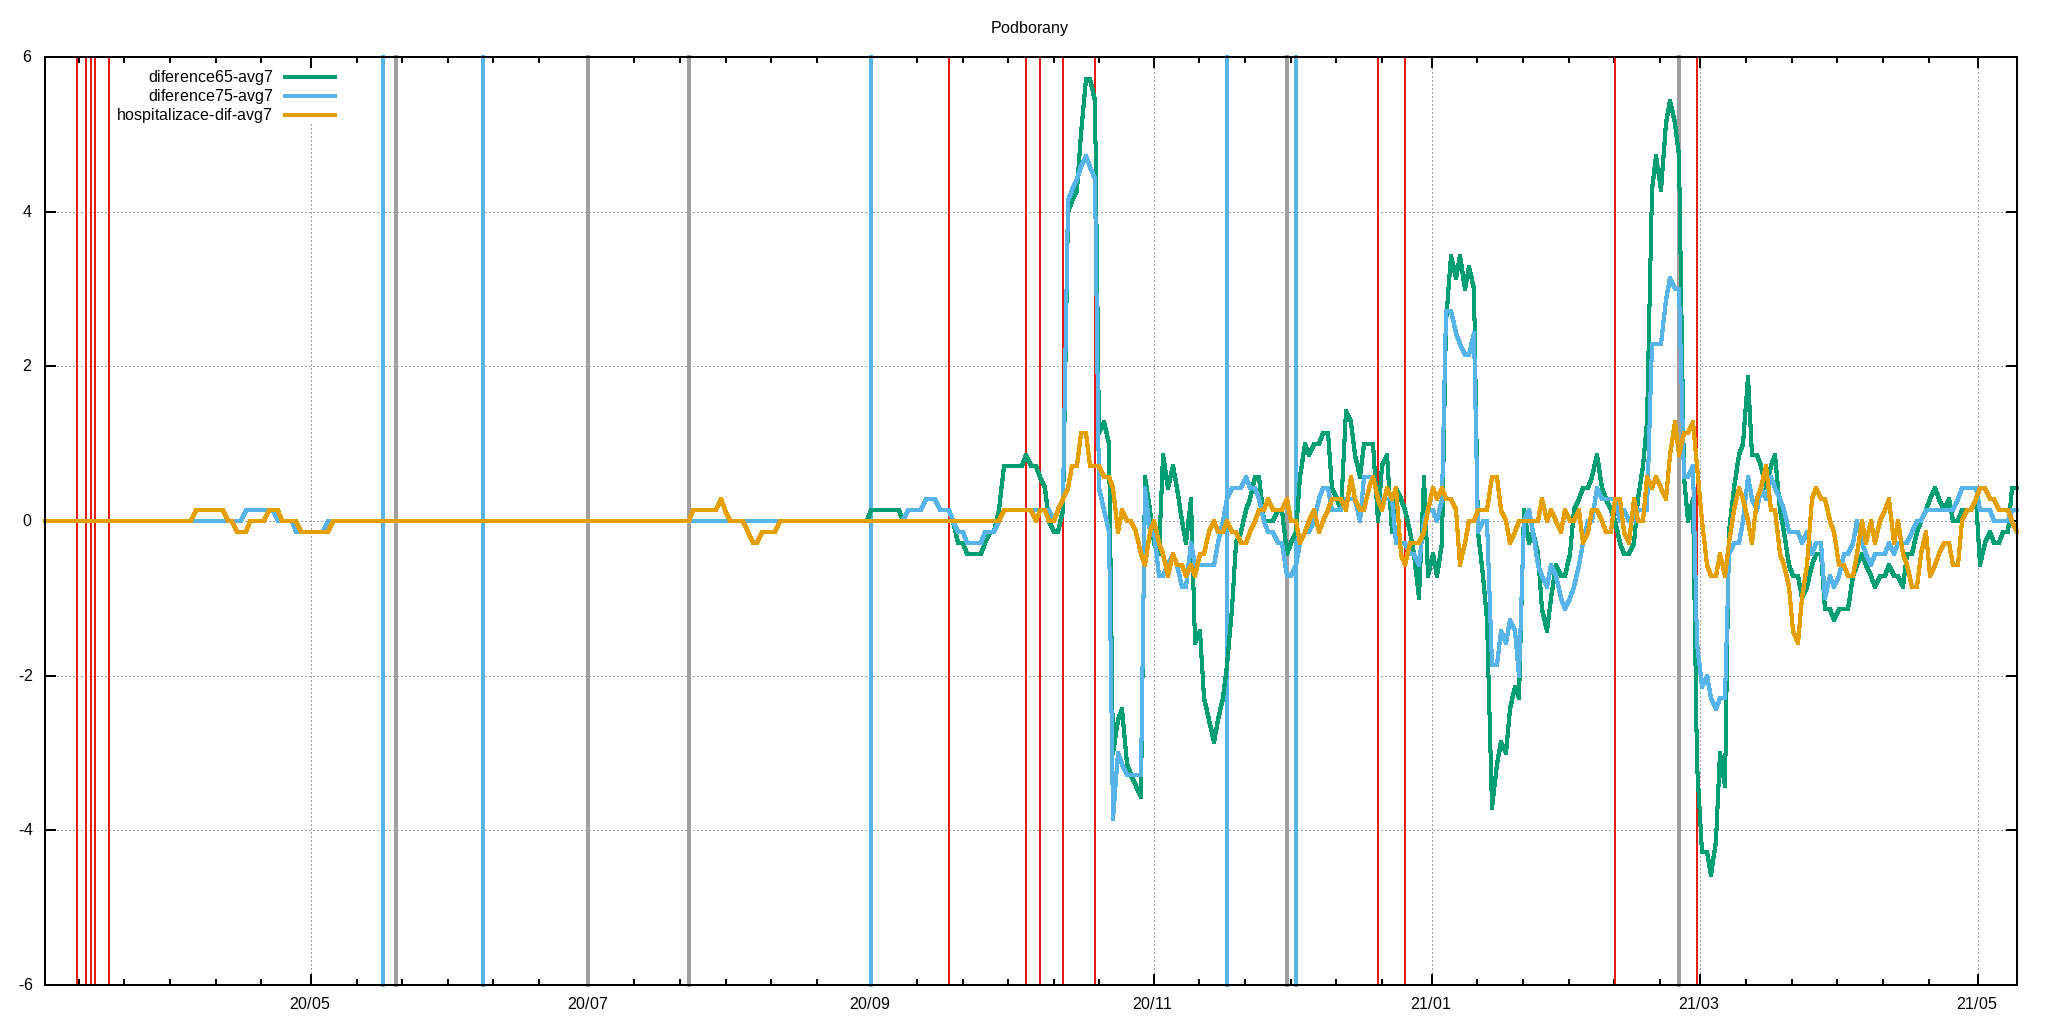 Podborany
6
diference65-avg7
diference75-avg7
hospitalizace-dif-avg7
4
2
0
-2
-4
-6
20/05 20/07 20/09 20/11 21/01 21/03 21/05